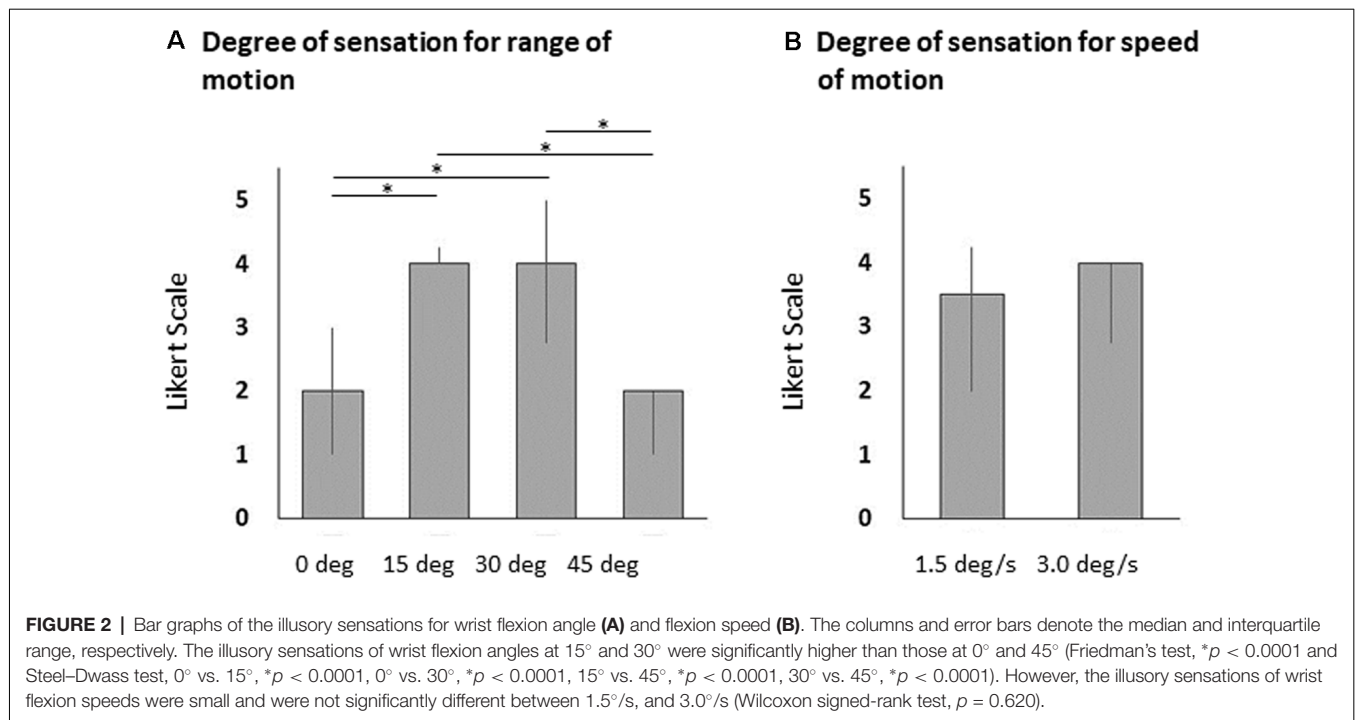 A Degree of sensation for range of
motion
B Degree of sensation for speed
of motion
*
*
*
*
Likert Scale
5
4
3
2
1
0
0 deg 15 deg 30 deg 45 deg
Likert Scale
5
4
3
2
1
0
1.5 deg/s 3.0 deg/s
FIGURE 2 | Bar graphs of the illusory sensations for wrist flexion angle (A) and flexion speed (B). The columns and error bars denote the median and interquartile
range, respectively. The illusory sensations of wrist flexion angles at 15° and 30° were significantly higher than those at 0° and 45° (Friedman's test, *p < 0.0001 and
Steel–Dwass test, 0° vs. 15°, *p < 0.0001, 0° vs. 30°, *p < 0.0001, 15° vs. 45°, *p < 0.0001, 30° vs. 45°, *p < 0.0001). However, the illusory sensations of wrist
flexion speeds were small and were not significantly different between 1.5°/s, and 3.0°/s (Wilcoxon signed-rank test, p = 0.620).